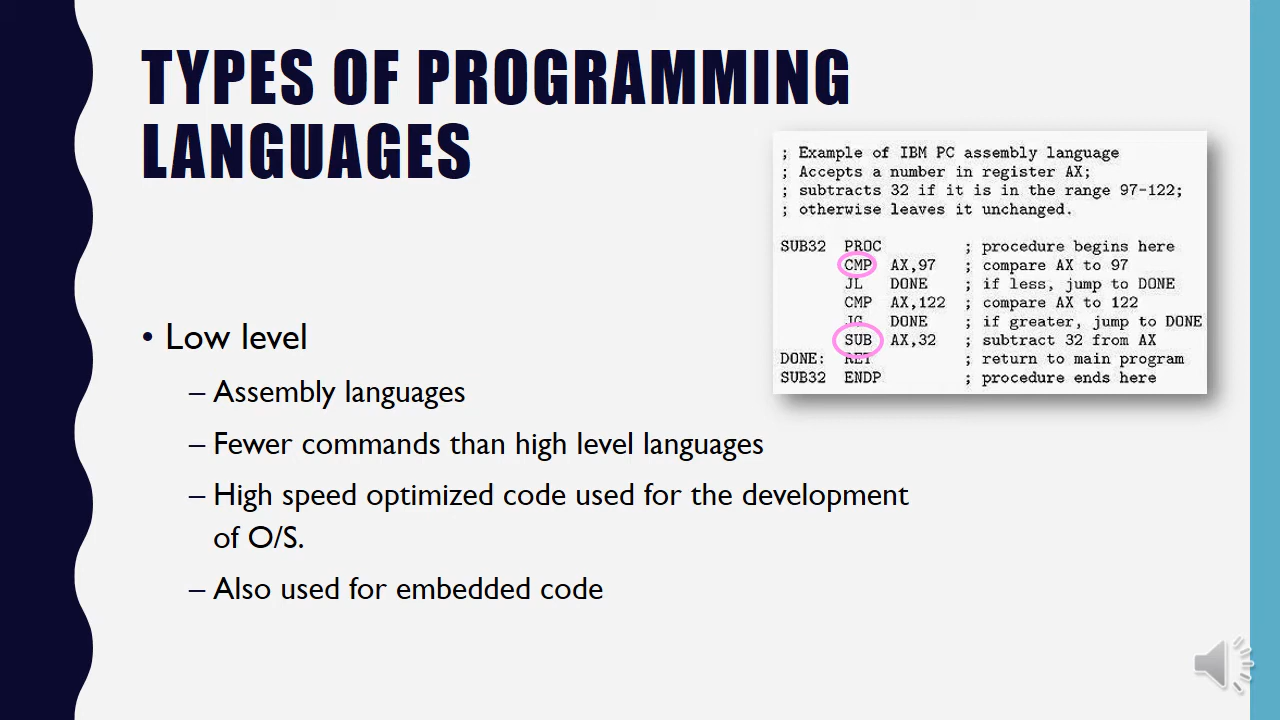 TYPES OF PROGRAMMING
LANGUAGES
; Example of IBM PC assembly language
; Accepts a number in register AX;
; subtracts 32 if it is in the range 97-122;
; otherwise leaves it unchanged.
SUB32 PROC ; procedure begins here
CMP AX,97 ; compare AX to 97
JL DONE ; if less, jump to DONE
CMP AX,122 ; compare AX to 122
JG DONE ; if greater, jump to DONE
SUB AX,32 ; subtract 32 from AX
DONE: RET ; return to main program
SUB32 ENDP ; procedure ends here
• Low level
– Assembly languages
– Fewer commands than high level languages
– High speed optimized code used for the development
of O/S.
– Also used for embedded code